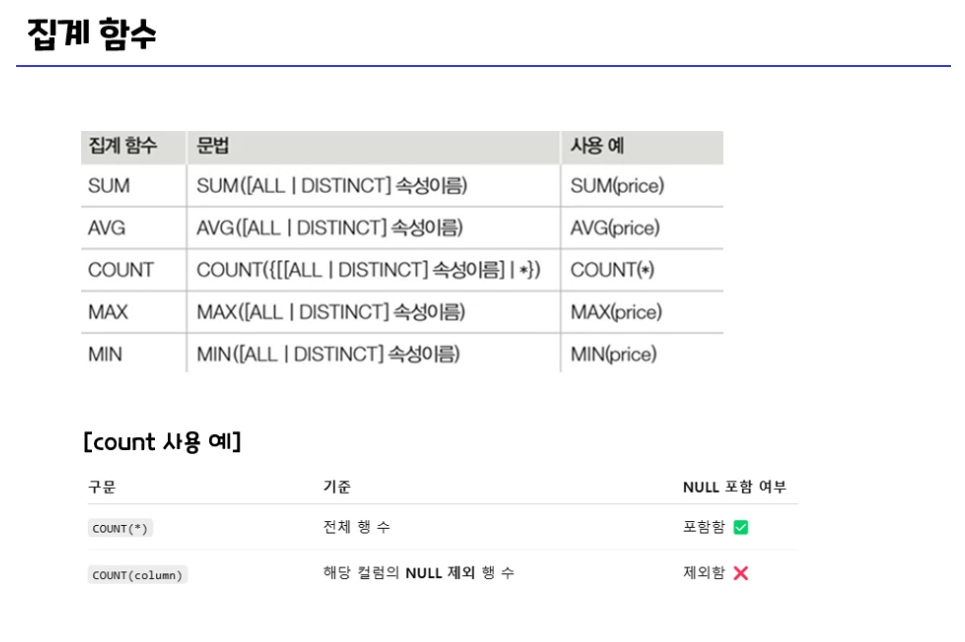 집계 함수
집계 함수 문법 사용 예
SUM SUM([ALL | DISTINCT] 속성이름) SUM(price)
AVG AVG([ALL | DISTINCT] 속성이름) AVG(price)
COUNT COUNT({[[ALL | DISTINCT] 속성이름] | *}) COUNT(*)
MAX MAX([ALL | DISTINCT] 속성이름) MAX(price)
MIN MIN([ALL | DISTINCT] 속성이름) MIN(price)
[count 사용 예]
구문 기준 NULL 포함 여부
COUNT(*) 전체 행 수 포함함 ✅
COUNT(column) 해당 컬럼의 NULL 제외 행 수 제외함 ❌